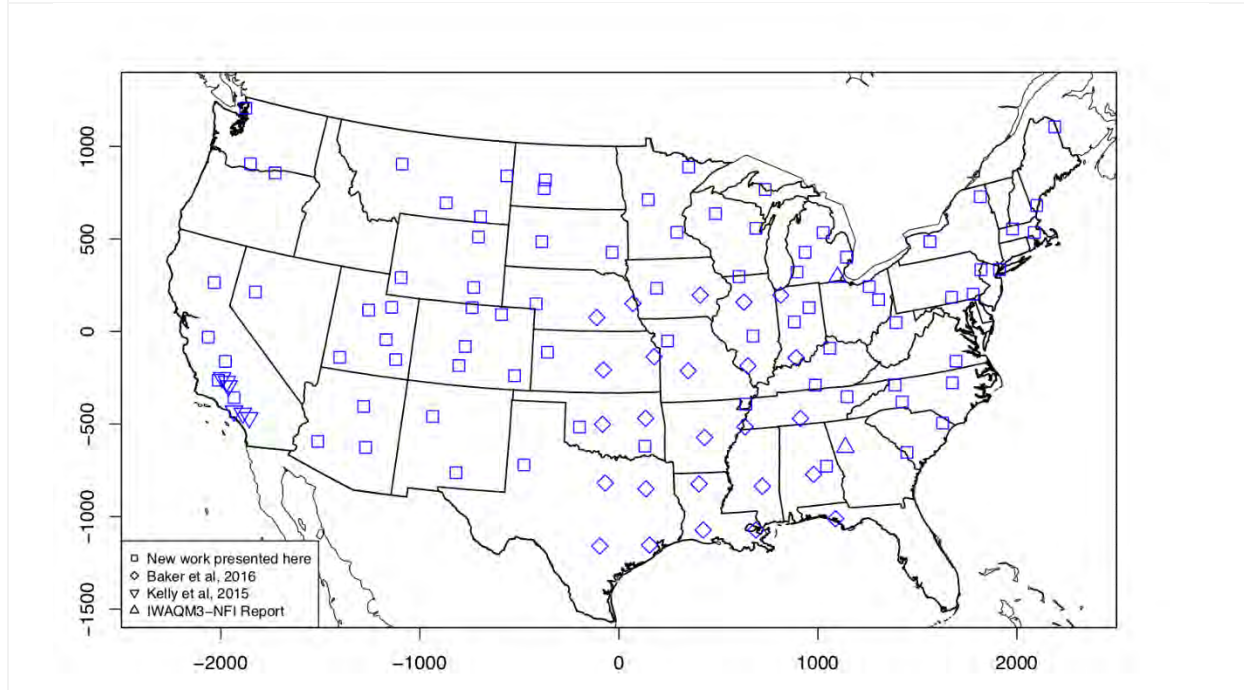 1000
500
0
-500
-1000
-1500
□ New work presented here
◇ Baker et al, 2016
▽ Kelly et al, 2015
△ IWAQM3-NFI Report
-2000 -1000 0 1000 2000